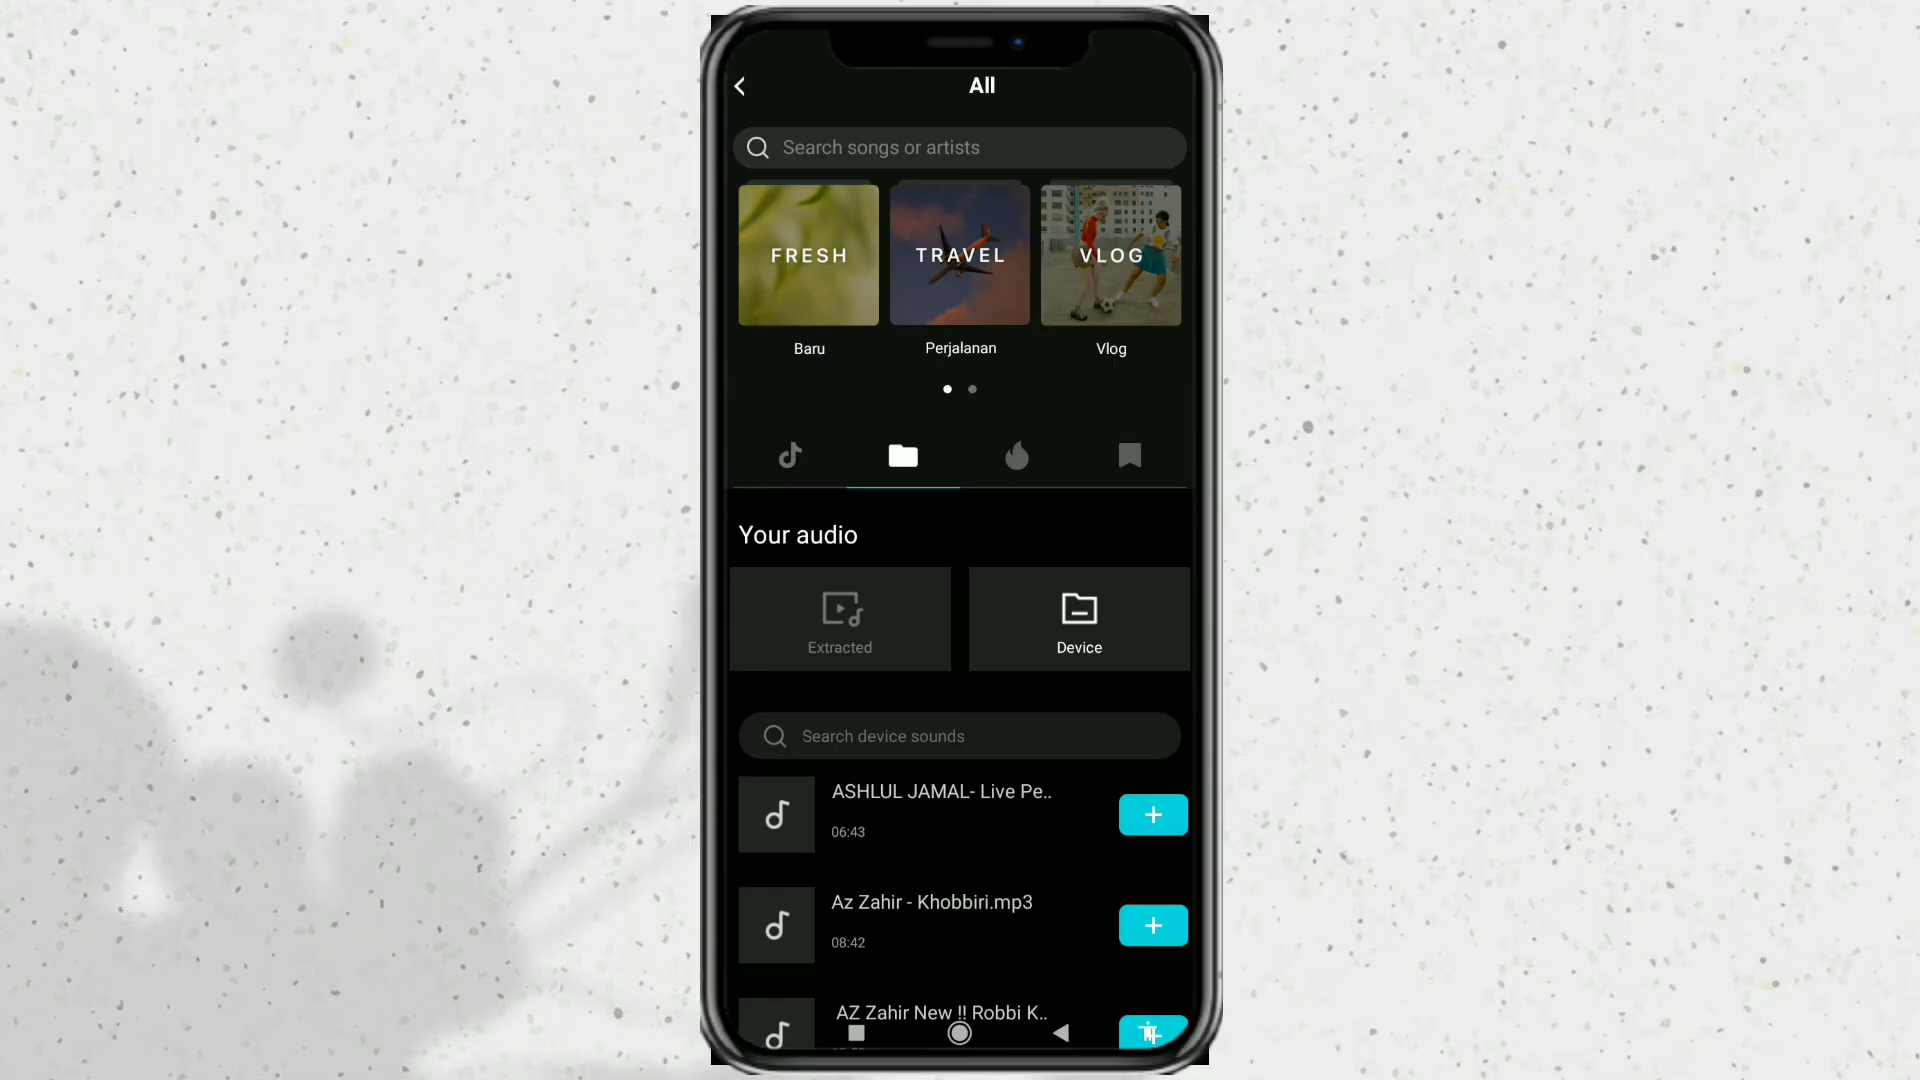 All
Search songs or artists
FRESH
TRAVEL
VLOG
Baru
Perjalanan
Vlog
Your audio
Extracted
Device
Search device sounds
ASHLUL JAMAL- Live Pe..
06:43
Az Zahir - Khobbiri.mp3
08:42
AZ Zahir New !! Robbi K..